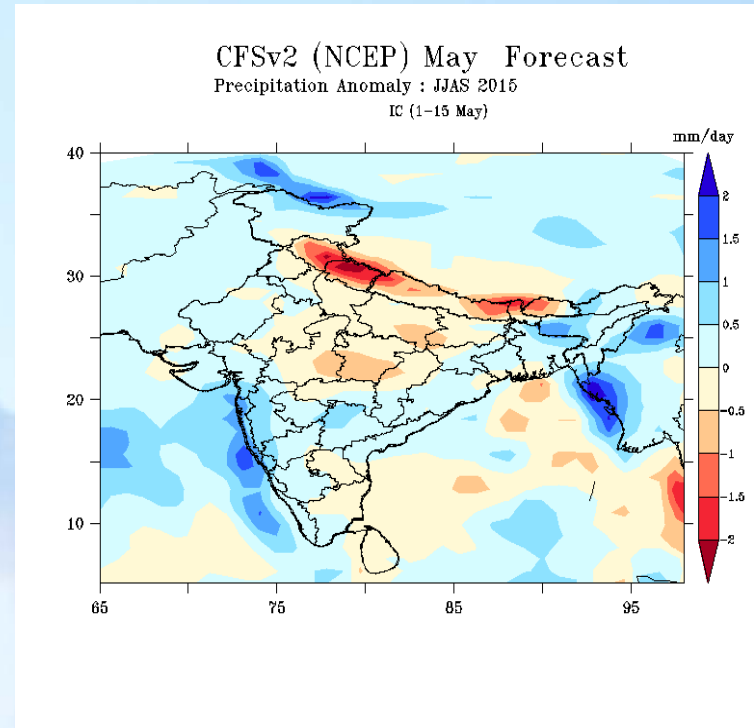 CFSv2 (NCEP) May Forecast
Precipitation Anomaly : JJAS 2015
IC (1-15 May)
mm/day
40
30
20
10
65 75 85 95
2
1.5
1
0.5
0
-0.5
-1
-1.5
-2